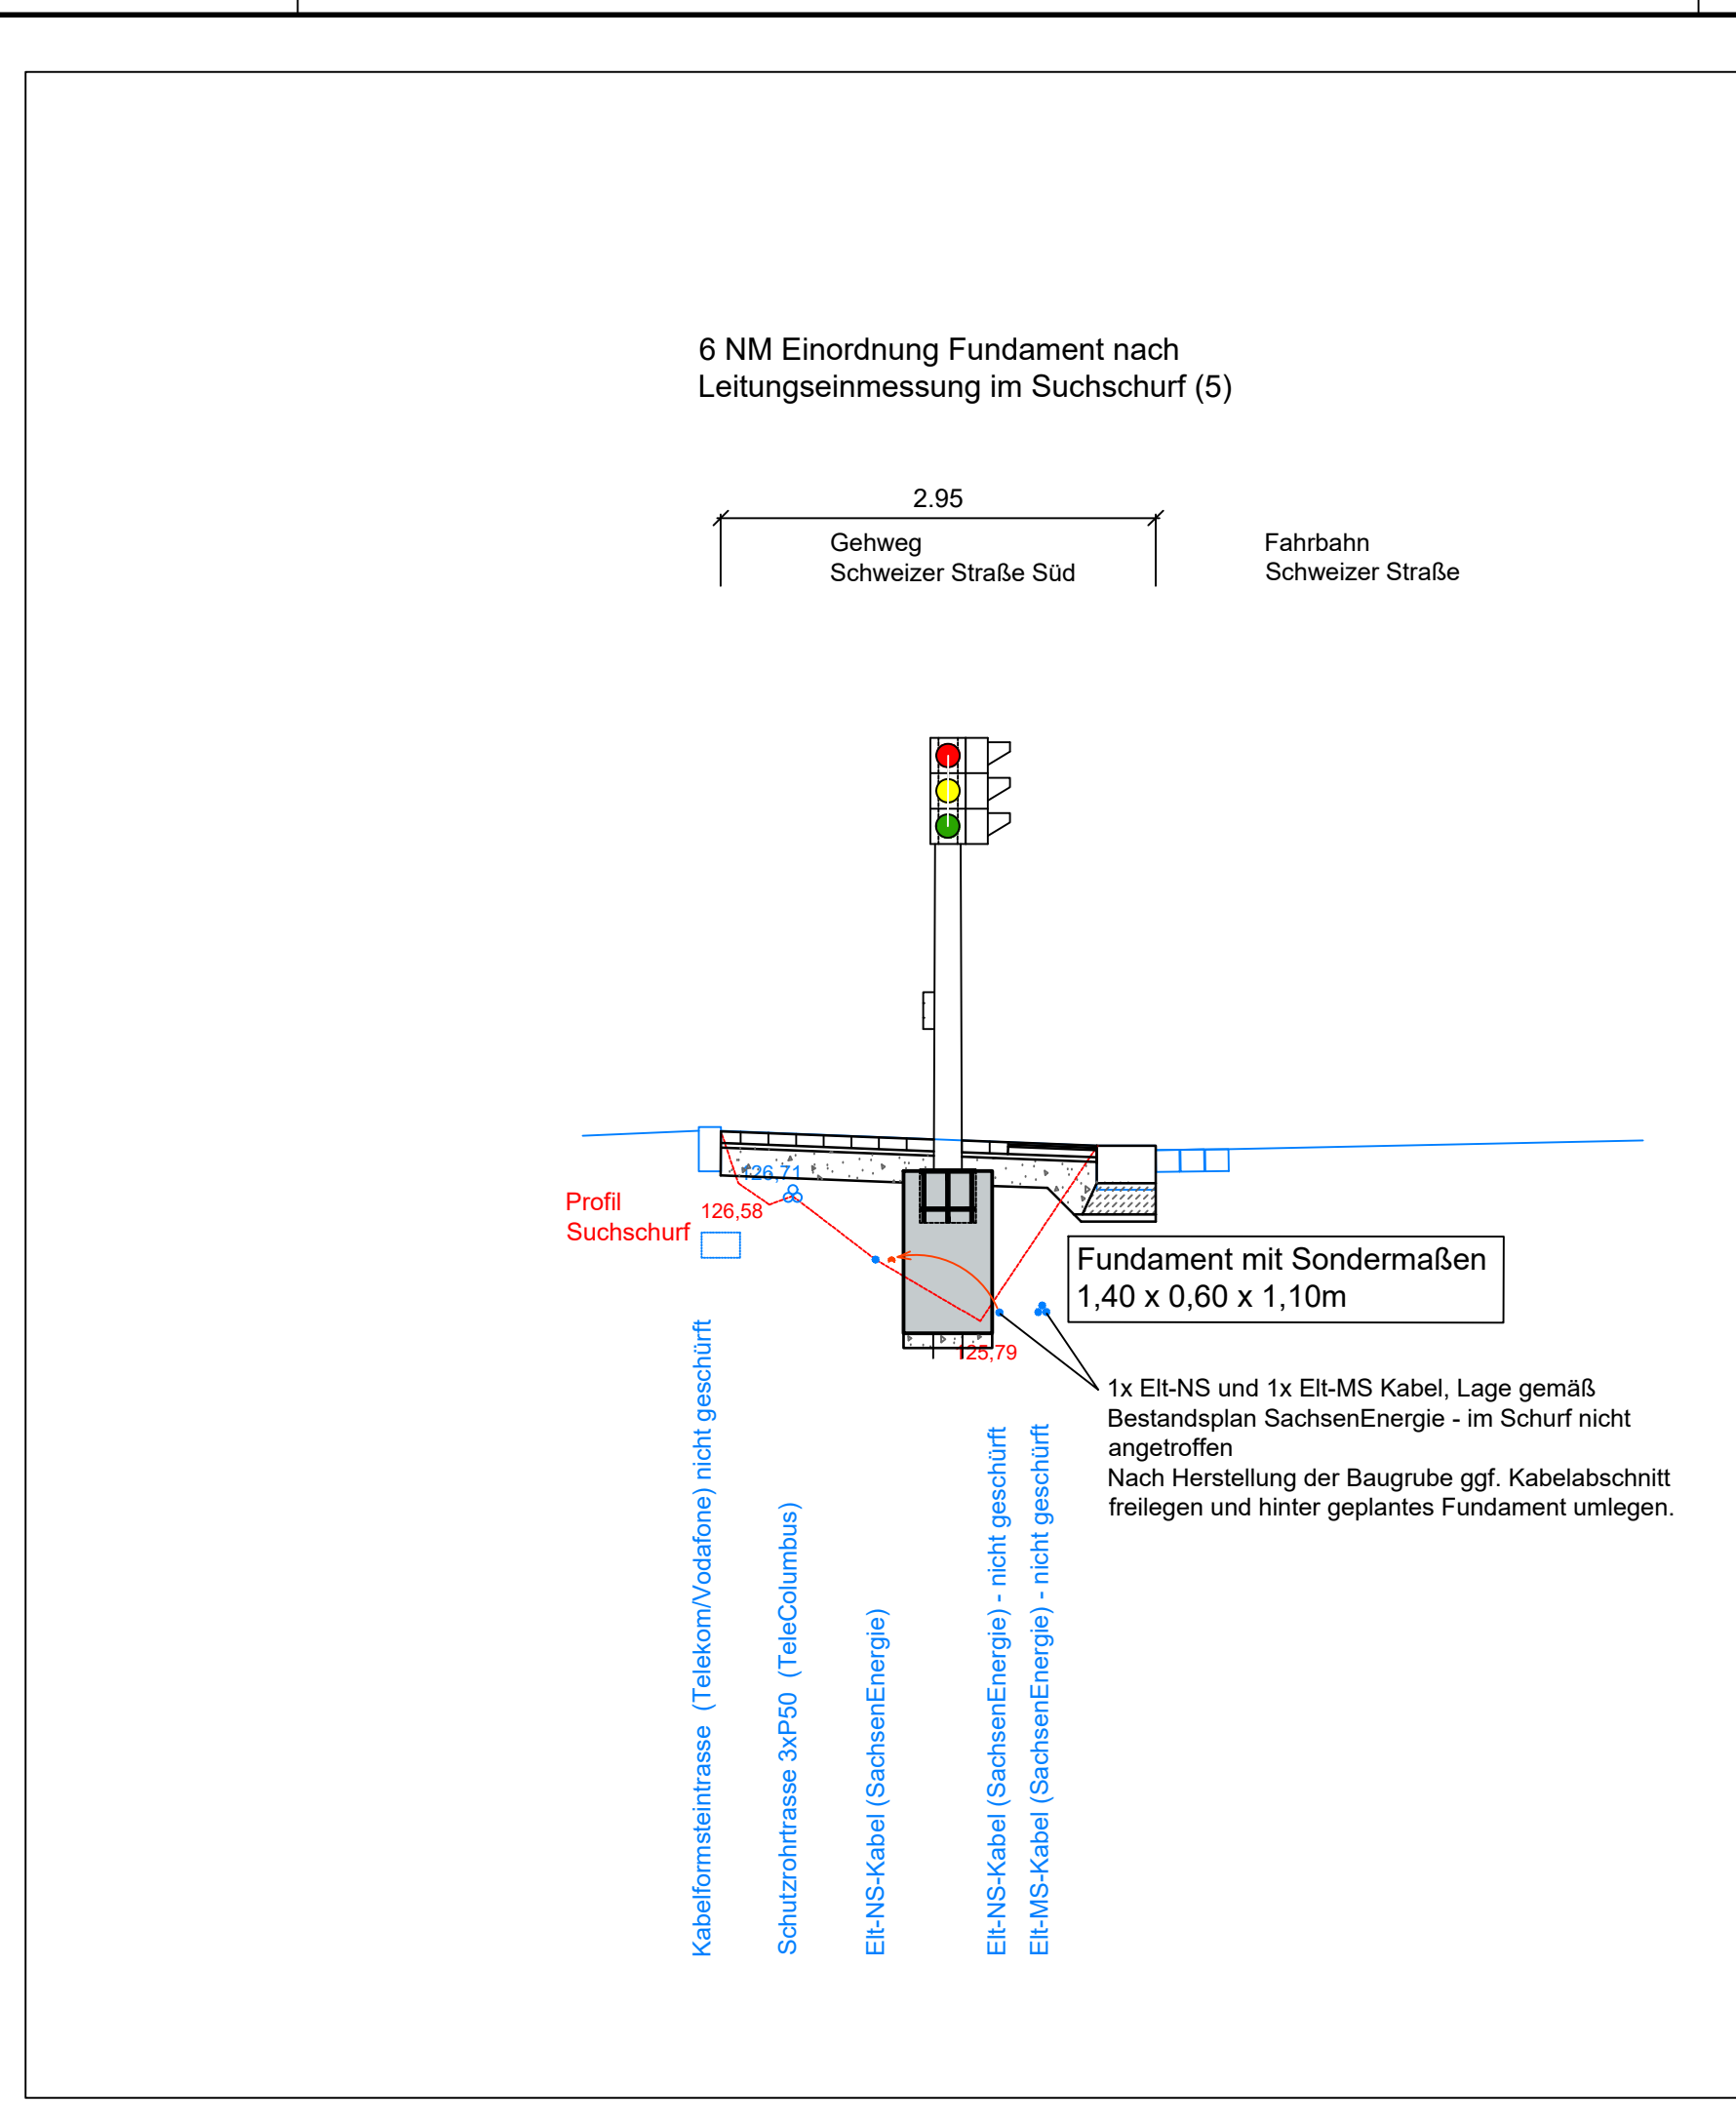 6 NM Einordnung Fundament nach
Leitungseinmessung im Suchschurf (5)
2.95
Gehweg
Schweizer Straße Süd
Fahrbahn
Schweizer Straße
126,71
126,58
Profil
Suchschurf
Fundament mit Sondermaßen
1,40 x 0,60 x 1,10m
125,79
1x Elt-NS und 1x Elt-MS Kabel, Lage gemäß
Bestandsplan SachsenEnergie - im Schurf nicht
angetroffen
Nach Herstellung der Baugrube ggf. Kabelabschnitt
freilegen und hinter geplantes Fundament umlegen.
Kabelformsteintrasse (Telekom/Vodafone) nicht geschürft
Schutzrohrtrasse 3xP50 (TeleColumbus)
Elt-NS-Kabel (SachsenEnergie)
Elt-NS-Kabel (SachsenEnergie) - nicht geschürft
Elt-MS-Kabel (SachsenEnergie) - nicht geschürft